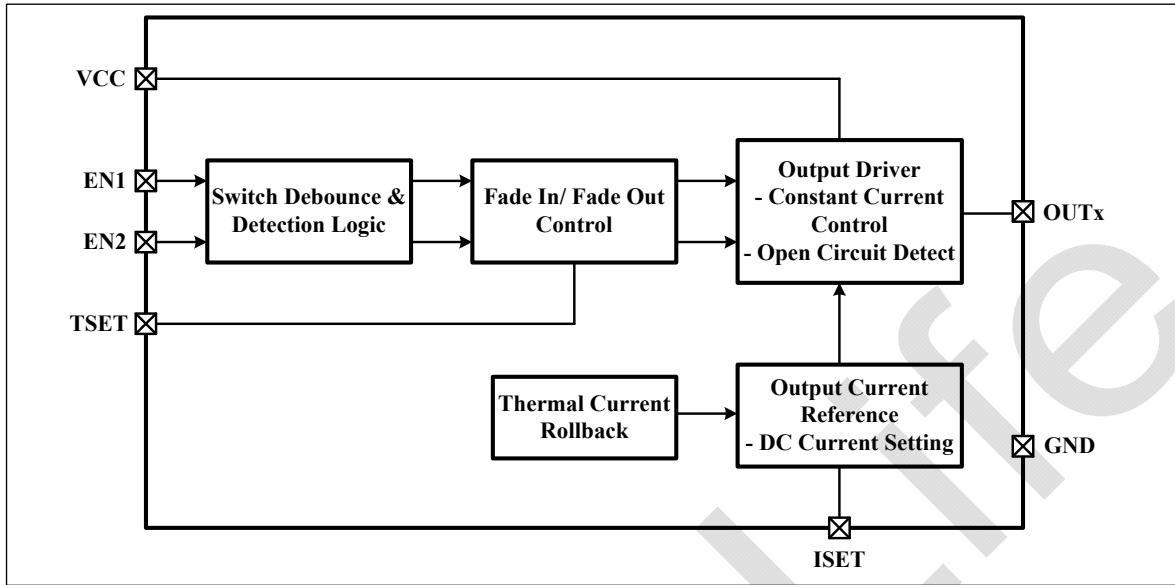 VCC
EN1
EN2
TSET
Switch Debounce &
Detection Logic
Fade In/ Fade Out
Control
Output Driver
- Constant Current
Control
- Open Circuit Detect
OUTx
Thermal Current
Rollback
Output Current
Reference
- DC Current Setting
GND
ISET
Life